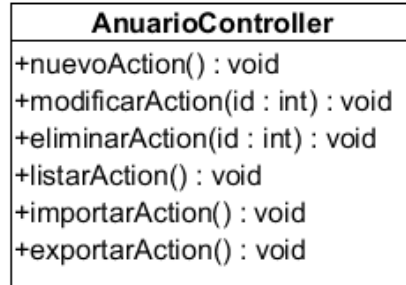 AnuarioController
+nuevoAction() : void
+modificarAction(id : int) : void
+eliminarAction(id : int) : void
+listarAction() : void
+importarAction() : void
+exportarAction() : void